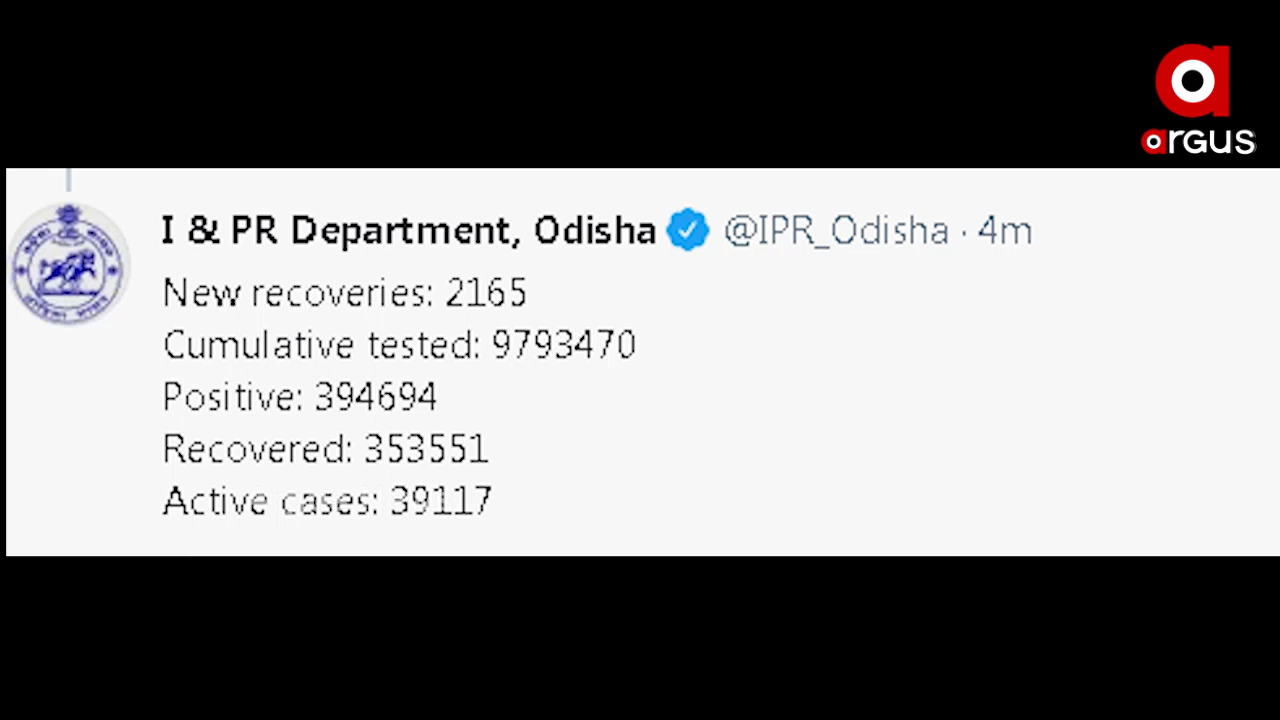 argus
I & PR Department, Odisha @IPR_Odisha · 4m
New recoveries: 2165
Cumulative tested: 9793470
Positive: 394694
Recovered: 353551
Active cases: 39117